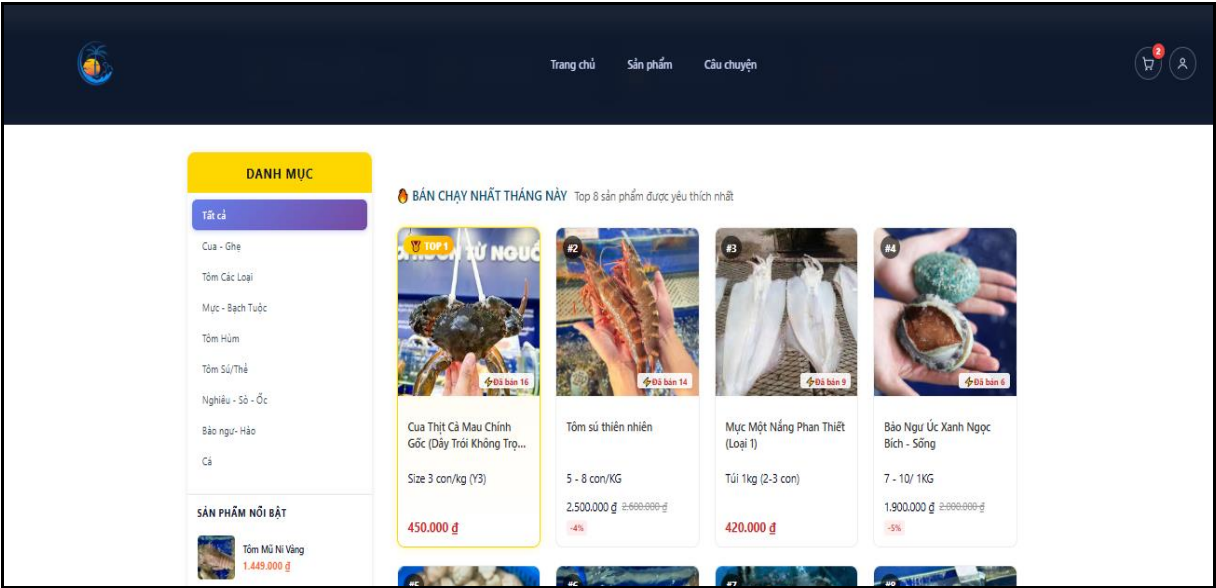 Trang chủ
Sản phẩm
Câu chuyện
2
DANH MỤC
Tất cả
Cua - Ghẹ
Tôm Các Loại
Mực - Bạch Tuộc
Tôm Hùm
Tôm Sú/Thẻ
Nghiêu - Sò - Ốc
Bào ngư- Hào
Cá
SẢN PHẨM NỔI BẬT
Tôm Mũ Ni Vàng
1.449.000 ₫
BÁN CHẠY NHẤT THÁNG NÀY Top 8 sản phẩm được yêu thích nhất
TOP 1
TỪ NGUỒ
Đã bán 16
Cua Thịt Cà Mau Chính
Gốc (Dây Trói Không Trọ...
Size 3 con/kg (Y3)
450.000 ₫
#2
Đã bán 14
Tôm sú thiên nhiên
5 - 8 con/KG
2.500.000 ₫ 2.600.000 ₫
-4%
#3
Đã bán 9
Mực Một Nắng Phan Thiết
(Loại 1)
Túi 1kg (2-3 con)
420.000 ₫
#4
Đã bán 6
Bào Ngư Úc Xanh Ngọc
Bích - Sống
7 - 10/ 1KG
1.900.000 ₫ 2.000.000 ₫
-5%
#5
#6
#7
#8